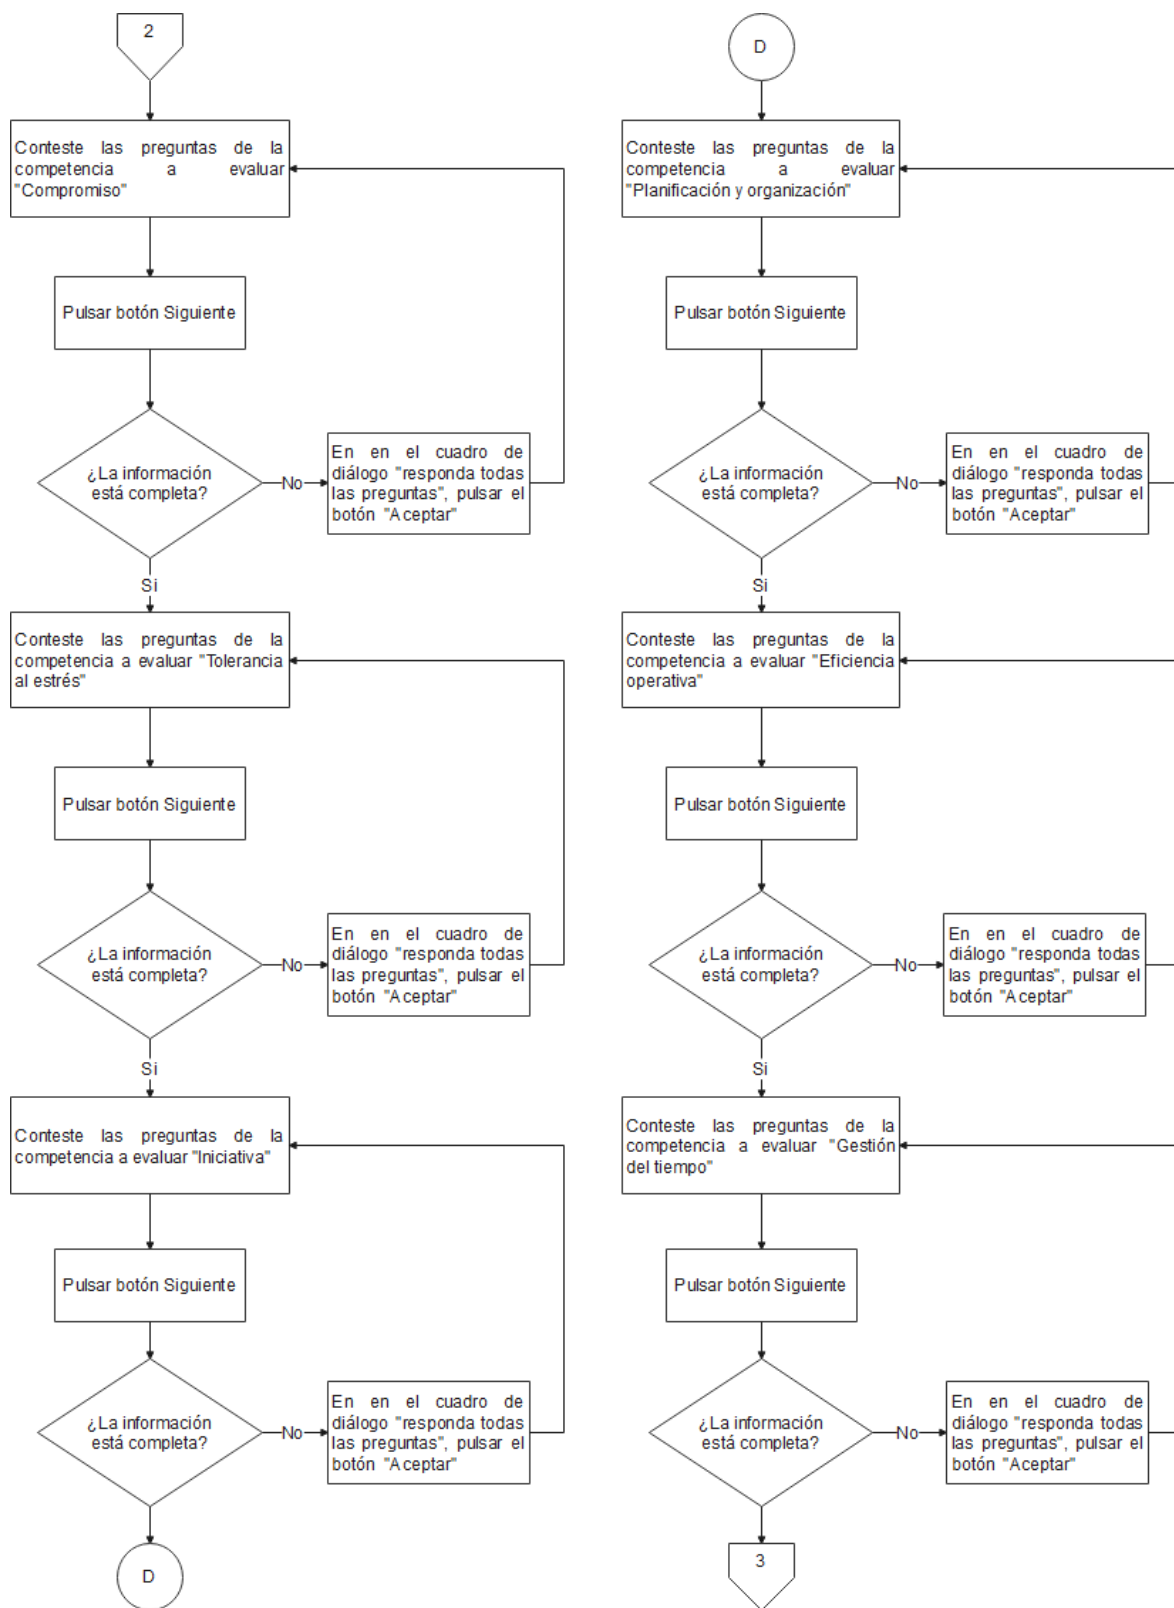 2
Conteste las preguntas de la
competencia a evaluar
"Compromiso"
Pulsar botón Siguiente
¿La información
está completa?
No
En en el cuadro de
diálogo "responda todas
las preguntas", pulsar el
botón "Aceptar"
Si
Conteste las preguntas de la
competencia a evaluar "Tolerancia
al estrés"
Pulsar botón Siguiente
¿La información
está completa?
No
En en el cuadro de
diálogo "responda todas
las preguntas", pulsar el
botón "Aceptar"
Si
Conteste las preguntas de la
competencia a evaluar "Iniciativa"
Pulsar botón Siguiente
¿La información
está completa?
No
En en el cuadro de
diálogo "responda todas
las preguntas", pulsar el
botón "Aceptar"
D
D
Conteste las preguntas de la
competencia a evaluar
"Planificación y organización"
Pulsar botón Siguiente
¿La información
está completa?
No
En en el cuadro de
diálogo "responda todas
las preguntas", pulsar el
botón "Aceptar"
Si
Conteste las preguntas de la
competencia a evaluar "Eficiencia
operativa"
Pulsar botón Siguiente
¿La información
está completa?
No
En en el cuadro de
diálogo "responda todas
las preguntas", pulsar el
botón "Aceptar"
Si
Conteste las preguntas de la
competencia a evaluar "Gestión
del tiempo"
Pulsar botón Siguiente
¿La información
está completa?
No
En en el cuadro de
diálogo "responda todas
las preguntas", pulsar el
botón "Aceptar"
3